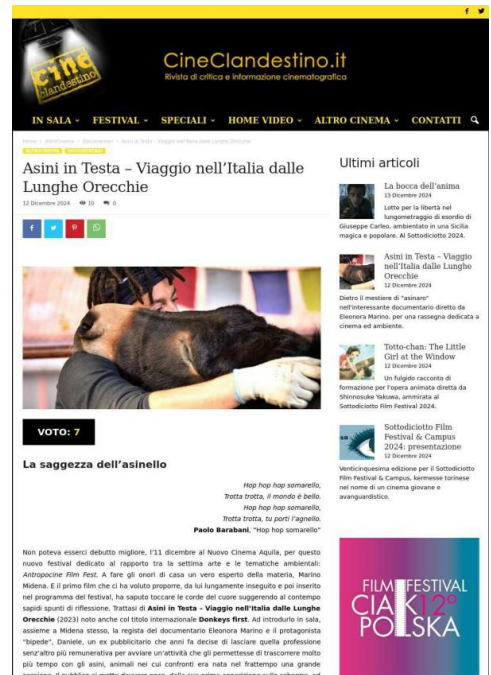 cine
clandestino
CineClandestino.it
Rivista di critica e informazione cinematografica
IN SALA
FESTIVAL
SPECIALI
HOME VIDEO
ALTRO CINEMA
CONTATTI
Asini in Testa – Viaggio nell'Italia dalle
Lunghe Orecchie
12 Dicembre 2024 10 0
VOTO: 7
La saggezza dell'asinello
Hop hop hop somarello,
Trotta trotta, il mondo è bello.
Hop hop hop somarello,
Trotta trotta, tu porti l'agnello.
Paolo Barabani, "Hop hop somarello"
Non poteva esserci debutto migliore, l'11 dicembre al Nuovo Cinema Aquila, per questo
nuovo festival dedicato al rapporto tra la settima arte e le tematiche ambientali:
Antropocine Film Fest. A fare gli onori di casa un vero esperto della materia, Marino
Midena. E il primo film che ci ha voluto proporre, da lui lungamente inseguito e poi inserito
nel programma del festival, ha saputo toccare le corde del cuore suggerendo al contempo
sapidi spunti di riflessione. Trattasi di Asini in Testa – Viaggio nell'Italia dalle Lunghe
Orecchie (2023) noto anche col titolo internazionale Donkeys first. Ad introdurlo in sala,
assieme a Midena stesso, la regista del documentario Eleonora Marino e il protagonista
"bipede", Daniele, un ex pubblicitario che anni fa decise di lasciare quella professione
senz'altro più remunerativa per avviare un'attività che gli permettesse di trascorrere molto
più tempo con gli asini, animali nei cui confronti era nata nel frattempo una grande
Ultimi articoli
La bocca dell'anima
13 Dicembre 2024
Lotte per la libertà nel
lungometraggio di esordio di
Giuseppe Carleo, ambientato in una Sicilia
magica e popolare. Al Sottodiciotto 2024.
Asini in Testa – Viaggio
nell'Italia dalle Lunghe
Orecchie
12 Dicembre 2024
Dietro il mestiere di "asinaro"
nell'interessante documentario diretto da
Eleonora Marino, per una rassegna dedicata a
cinema ed ambiente.
Totto-chan: The Little
Girl at the Window
12 Dicembre 2024
Un fulgido racconto di
formazione per l'opera animata diretta da
Shinnosuke Yakuwa, ammirata al
Sottodiciotto Film Festival 2024.
Sottodiciotto Film
Festival & Campus
2024: presentazione
12 Dicembre 2024
Venticinquesima edizione per il Sottodiciotto
Film Festival & Campus, kermesse torinese
nel nome di un cinema giovane e
avanguardistico.
FILM FESTIVAL
CIAK 12°
POLSKA